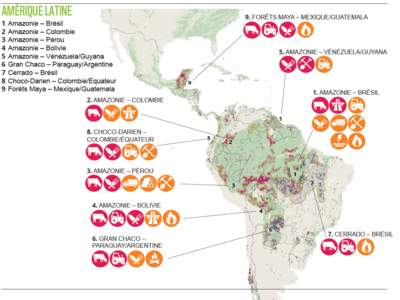 AMÉRIQUE LATINE
1 Amazonie – Brésil
2 Amazonie – Colombie
3 Amazonie – Pérou
4 Amazonie – Bolivie
5 Amazonie – Vénézuela/Guyana
6 Gran Chaco – Paraguay/Argentine
7 Cerrado – Brésil
8 Choco-Darien – Colombie/Équateur
9 Forêts Maya – Mexique/Guatemala
9. FORÊTS MAYA – MEXIQUE/GUATEMALA
5. AMAZONIE – VÉNÉZUELA/GUYANA
1. AMAZONIE – BRÉSIL
2. AMAZONIE – COLOMBIE
8. CHOCO-DARIEN –
COLOMBIE/ÉQUATEUR
3. AMAZONIE – PÉROU
4. AMAZONIE – BOLIVIE
6. GRAN CHACO –
PARAGUAY/ARGENTINE
7. CERRADO – BRÉSIL
9
5
8
2
1
3
2
4
6
7